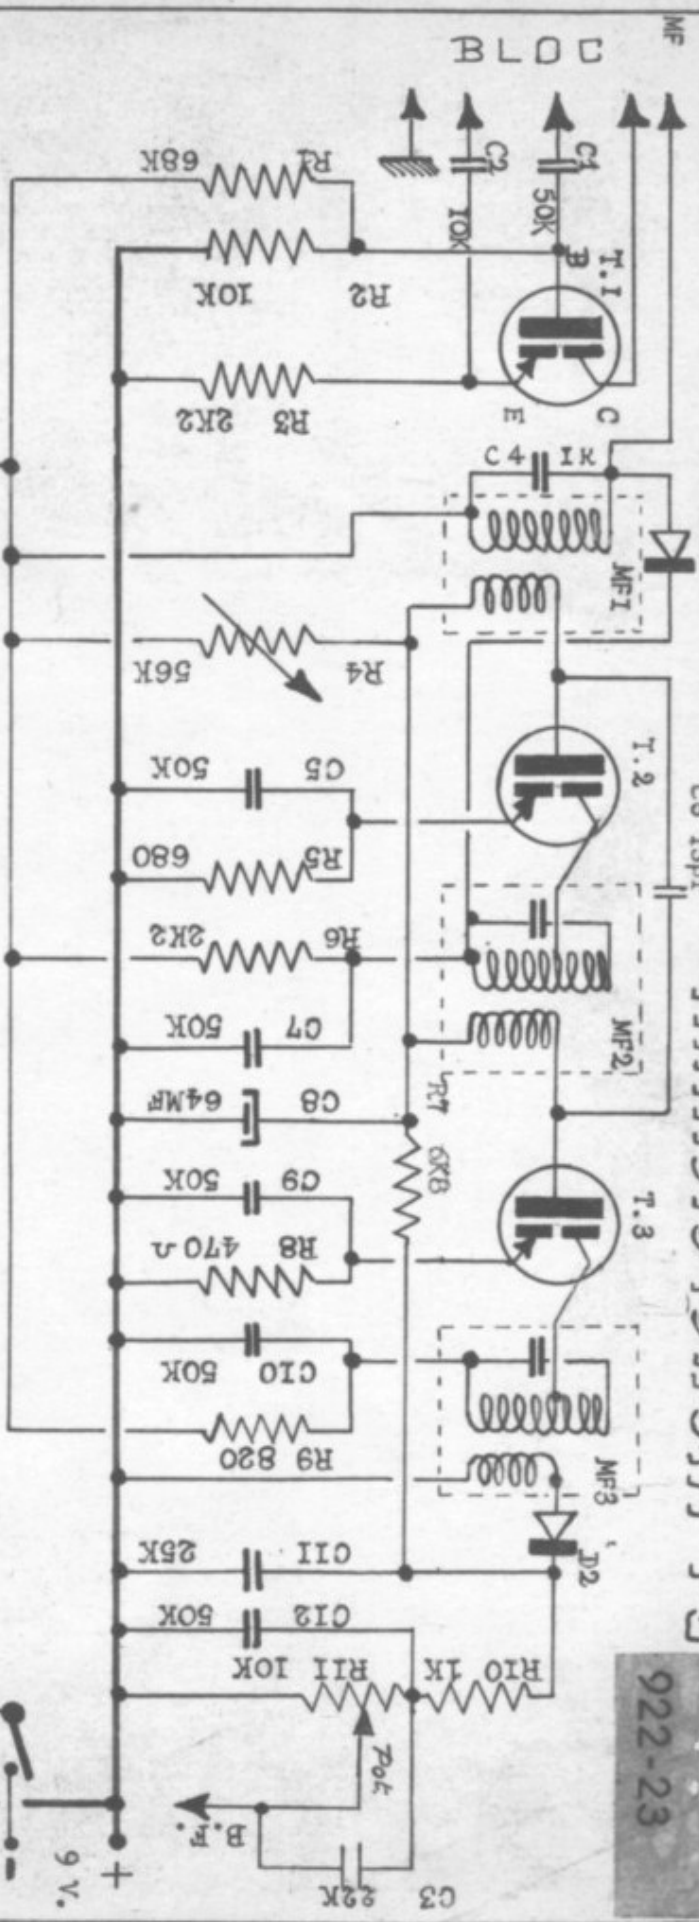 MF
BLOC
C2
10K
C1
50K
R1
68K
R2
10K
T.1
B
E
C
R3
2K2
C4 1K
MF1
R4
56K
C5
50K
T.2
R5
680
R6
2K2
C7
50K
MF2
C8
64MF
R7
6K8
C9
50K
T.3
R8
470Ω
C10
50K
R9 820
MF3
C11
25K
D2
C12
50K
R10 1K
R11
10K
Pot
B.F.
C3
22K
9 V.
+
-
922-23